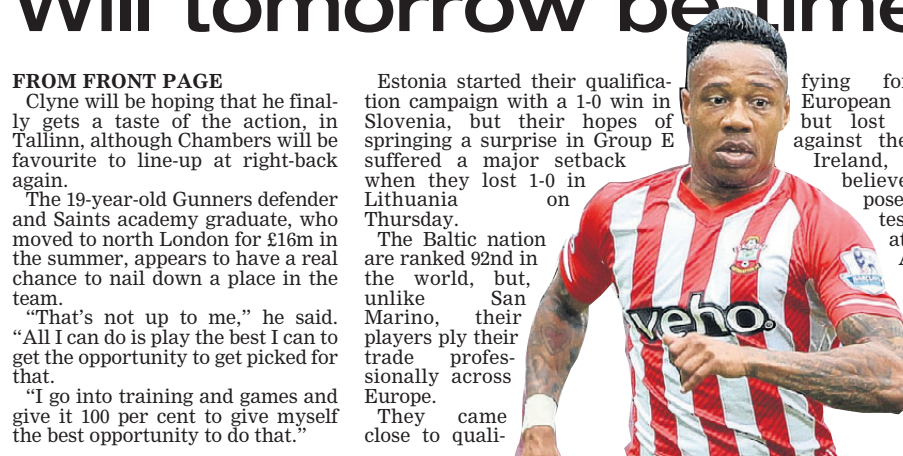 Will tomorrow be time
FROM FRONT PAGE
Clyne will be hoping that he final-
ly gets a taste of the action, in
Tallinn, although Chambers will be
favourite to line-up at right-back
again.
The 19-year-old Gunners defender
and Saints academy graduate, who
moved to north London for £16m in
the summer, appears to have a real
chance to nail down a place in the
team.
“That’s not up to me,” he said.
“All I can do is play the best I can to
get the opportunity to get picked for
that.
“I go into training and games and
give it 100 per cent to give myself
the best opportunity to do that.”
Estonia started their qualifica-
tion campaign with a 1-0 win in
Slovenia, but their hopes of
springing a surprise in Group E
suffered a major setback
when they lost 1-0 in
Lithuania on
Thursday.
The Baltic nation
are ranked 92nd in
the world, but,
unlike San
Marino, their
players ply their
trade profes-
sionally across
Europe.
They came
close to quali-
fying for
European
but lost
against the
Ireland,
believe
pose
tes
at
A
veho